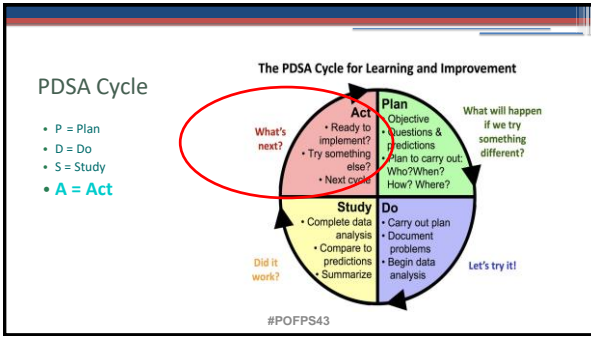 PDSA Cycle
• P = Plan
• D = Do
• S = Study
• A = Act
The PDSA Cycle for Learning and Improvement
What's
next?
Act
• Ready to
implement?
• Try something
else?
• Next cycle
Plan
• Objective
• Questions &
predictions
• Plan to carry out:
Who?When?
How? Where?
What will happen
if we try
something
different?
Study
• Complete data
analysis
• Compare to
predictions
• Summarize
Do
• Carry out plan
• Document
problems
• Begin data
analysis
Did it
work?
Let's try it!
#POFPS43